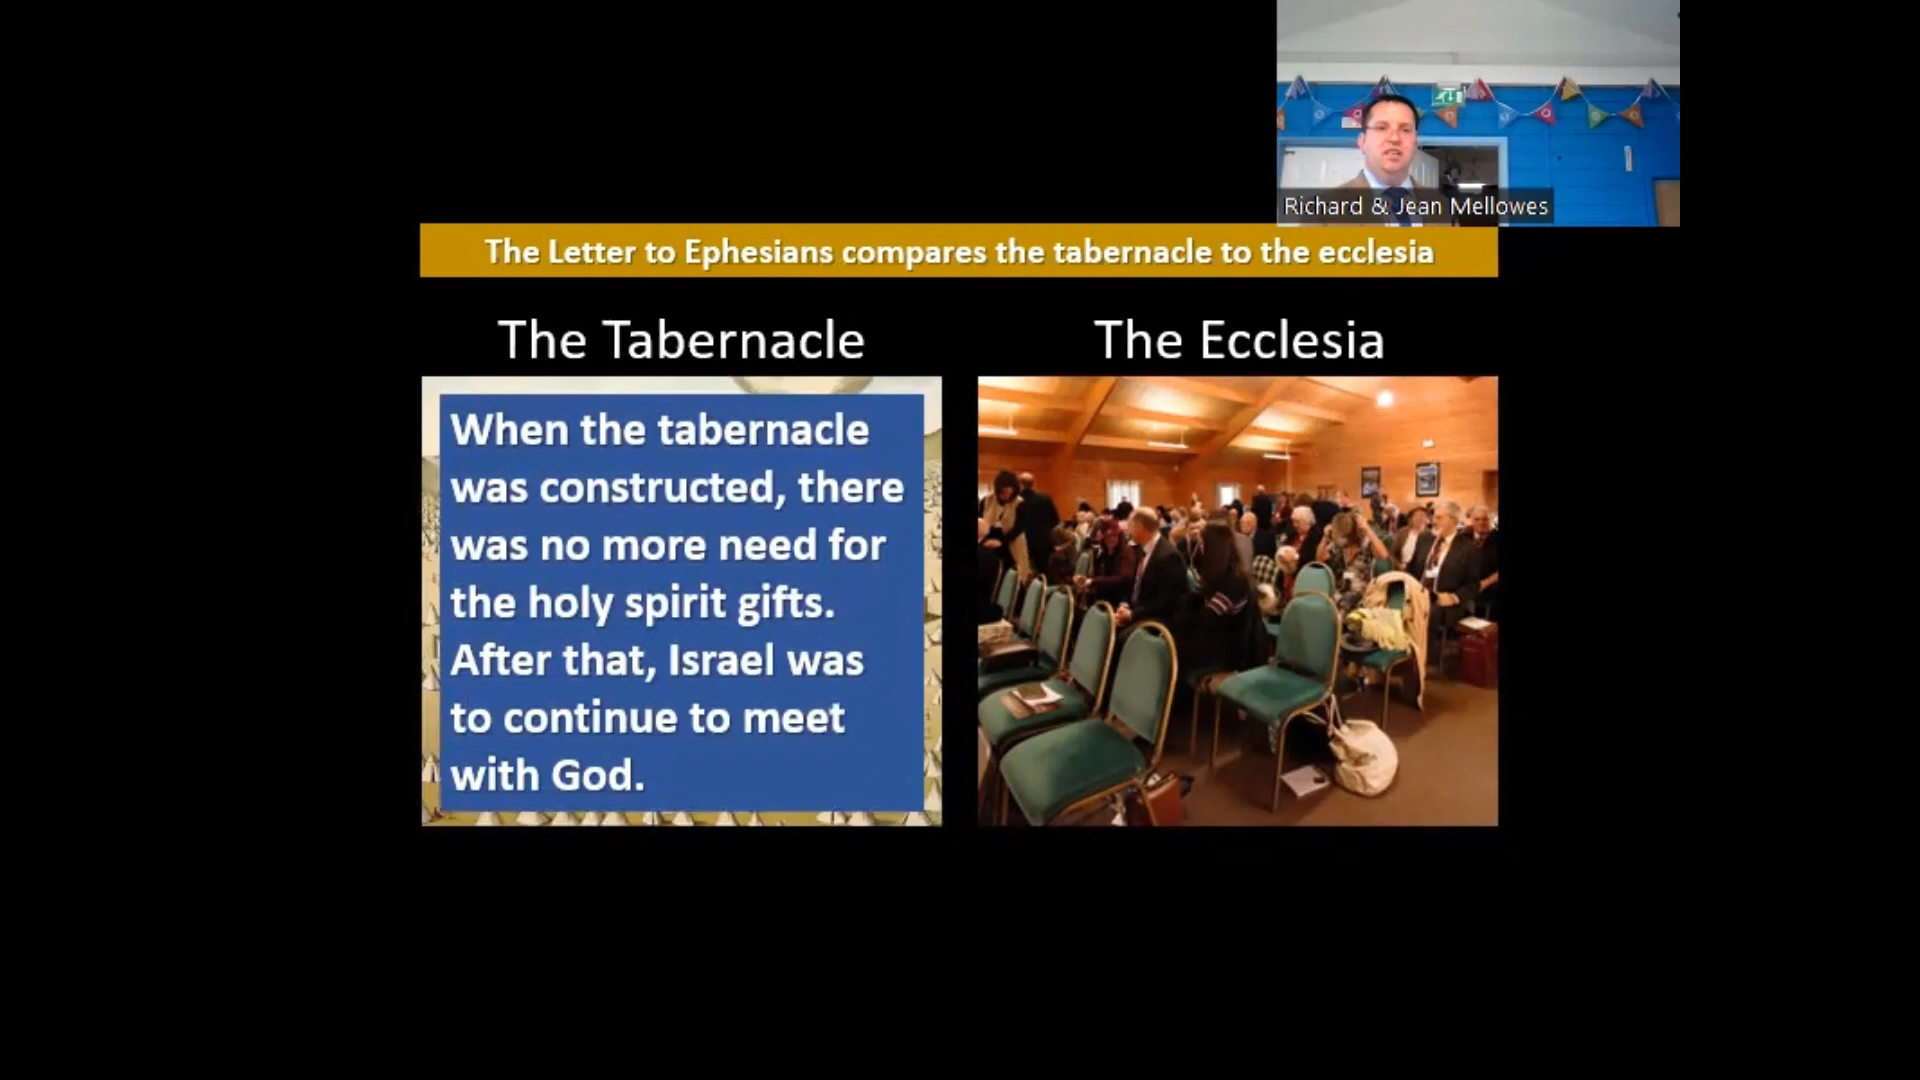 Richard & Jean Mellowes
The Letter to Ephesians compares the tabernacle to the ecclesia
The Tabernacle
The Ecclesia
When the tabernacle
was constructed, there
was no more need for
the holy spirit gifts.
After that, Israel was
to continue to meet
with God.